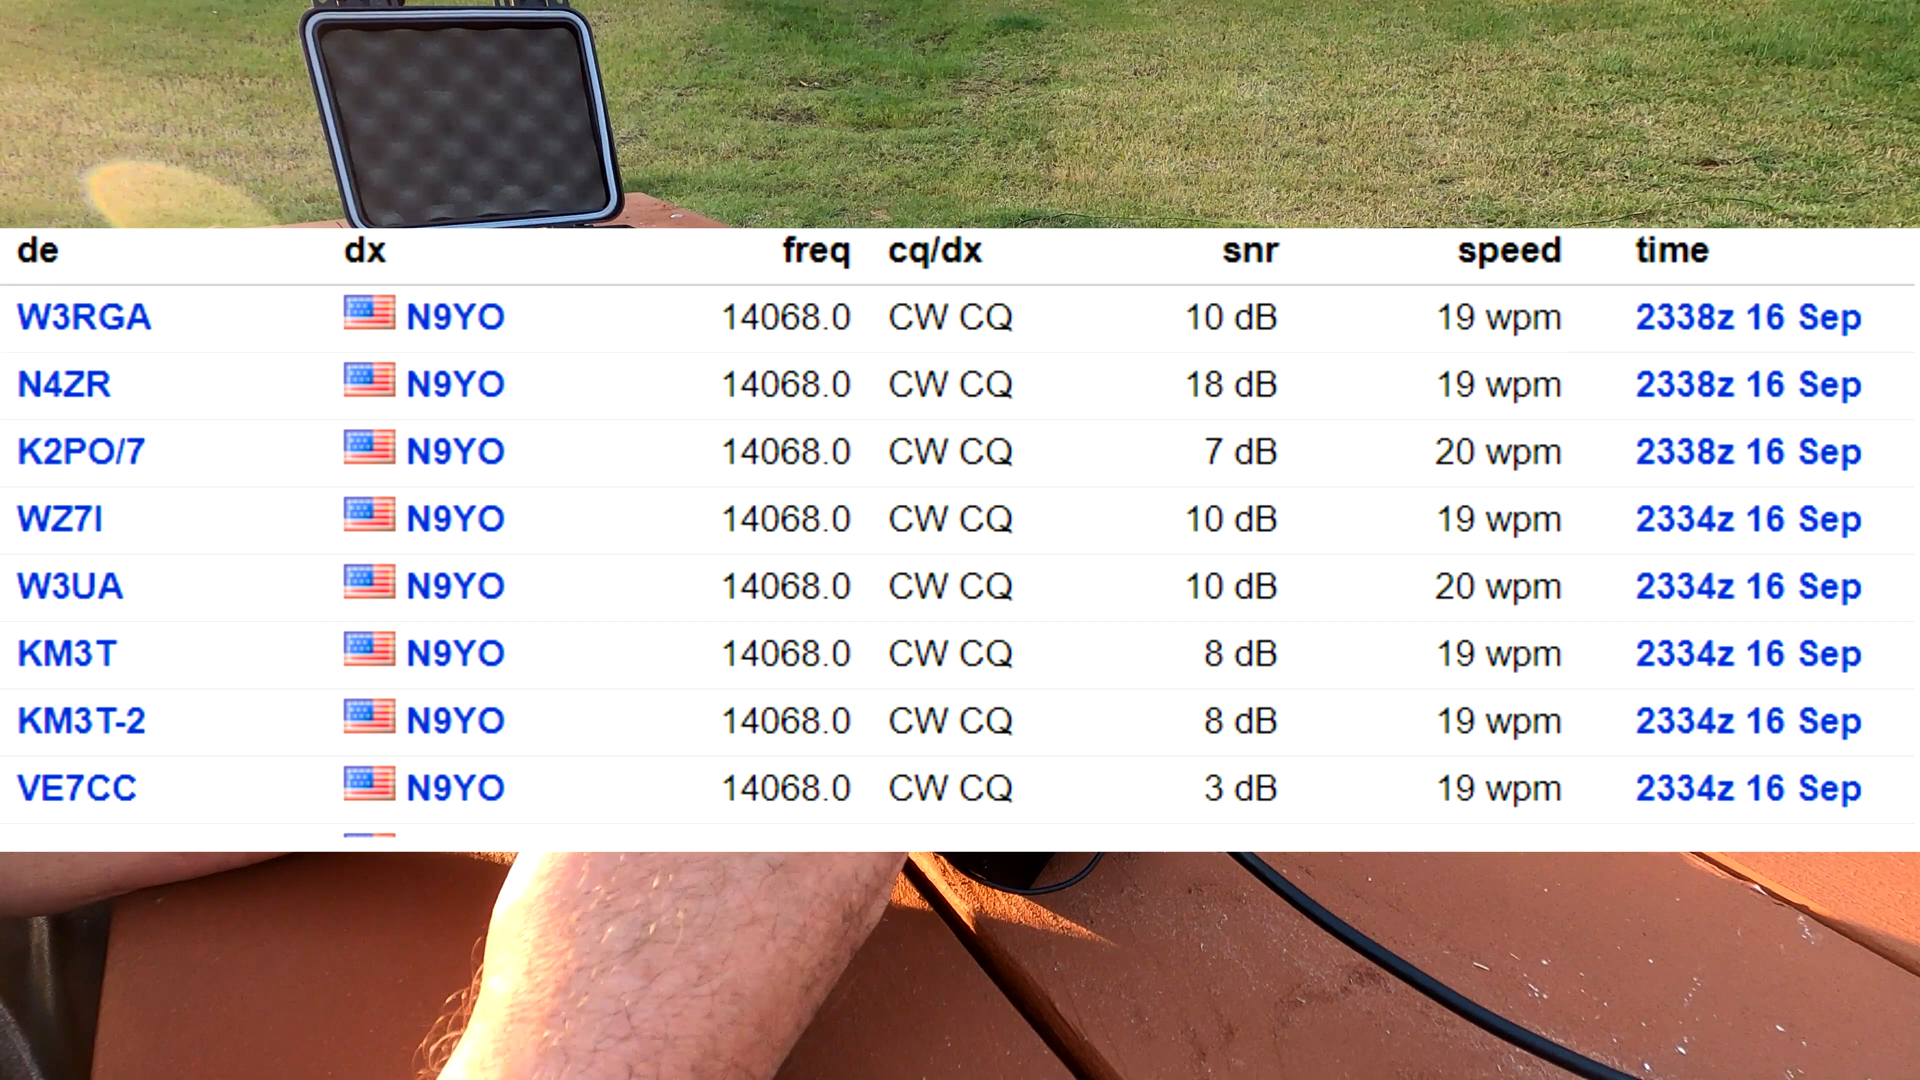 de dx freq cq/dx snr speed time
W3RGA N9YO 14068.0 CW CQ 10 dB 19 wpm 2338z 16 Sep
N4ZR N9YO 14068.0 CW CQ 18 dB 19 wpm 2338z 16 Sep
K2PO/7 N9YO 14068.0 CW CQ 7 dB 20 wpm 2338z 16 Sep
WZ7I N9YO 14068.0 CW CQ 10 dB 19 wpm 2334z 16 Sep
W3UA N9YO 14068.0 CW CQ 10 dB 20 wpm 2334z 16 Sep
KM3T N9YO 14068.0 CW CQ 8 dB 19 wpm 2334z 16 Sep
KM3T-2 N9YO 14068.0 CW CQ 8 dB 19 wpm 2334z 16 Sep
VE7CC N9YO 14068.0 CW CQ 3 dB 19 wpm 2334z 16 Sep